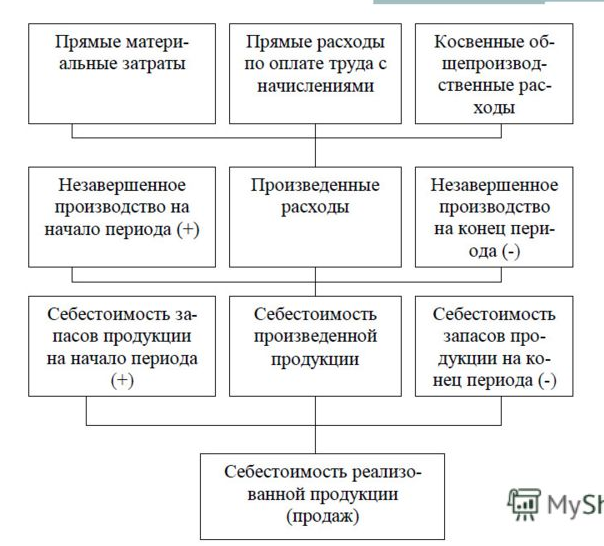 Прямые матери-
альные затраты
Прямые расходы
по оплате труда с
начислениями
Косвенные об-
щепроизвод-
ственные рас-
ходы
Незавершенное
производство на
начало периода (+)
Произведенные
расходы
Незавершенное
производство
на конец пери-
ода (-)
Себестоимость за-
пасов продукции
на начало периода
(+)
Себестоимость
произведенной
продукции
Себестоимость
запасов про-
дукции на ко-
нец периода (-)
Себестоимость реализо-
ванной продукции
(продаж)
MySh